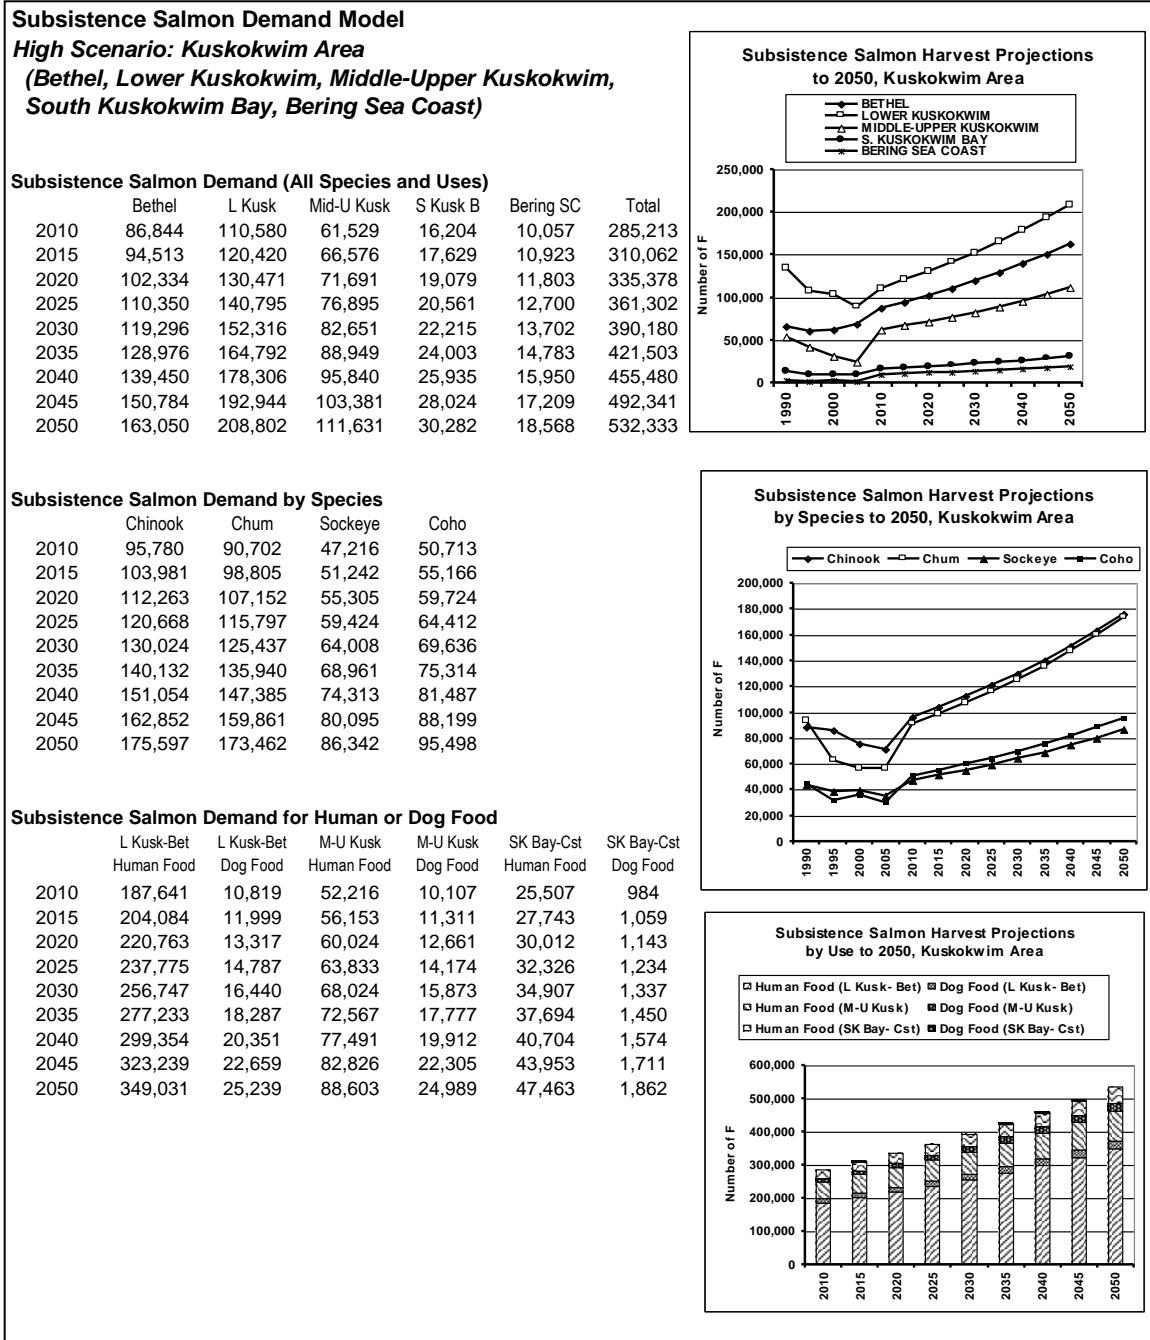 Subsistence Salmon Demand Model
High Scenario: Kuskokwim Area
(Bethel, Lower Kuskokwim, Middle-Upper Kuskokwim,
South Kuskokwim Bay, Bering Sea Coast)
Subsistence Salmon Demand (All Species and Uses)
Bethel L Kusk Mid-U Kusk S Kusk B Bering SC Total
2010 86,844 110,580 61,529 16,204 10,057 285,213
2015 94,513 120,420 66,576 17,629 10,923 310,062
2020 102,334 130,471 71,691 19,079 11,803 335,378
2025 110,350 140,795 76,895 20,561 12,700 361,302
2030 119,296 152,316 82,651 22,215 13,702 390,180
2035 128,976 164,792 88,949 24,003 14,783 421,503
2040 139,450 178,306 95,840 25,935 15,950 455,480
2045 150,784 192,944 103,381 28,024 17,209 492,341
2050 163,050 208,802 111,631 30,282 18,568 532,333
Subsistence Salmon Demand by Species
Chinook Chum Sockeye Coho
2010 95,780 90,702 47,216 50,713
2015 103,981 98,805 51,242 55,166
2020 112,263 107,152 55,305 59,724
2025 120,668 115,797 59,424 64,412
2030 130,024 125,437 64,008 69,636
2035 140,132 135,940 68,961 75,314
2040 151,054 147,385 74,313 81,487
2045 162,852 159,861 80,095 88,199
2050 175,597 173,462 86,342 95,498
Subsistence Salmon Demand for Human or Dog Food
L Kusk-Bet L Kusk-Bet M-U Kusk M-U Kusk SK Bay-Cst SK Bay-Cst
Human Food Dog Food Human Food Dog Food Human Food Dog Food
2010 187,641 10,819 52,216 10,107 25,507 984
2015 204,084 11,999 56,153 11,311 27,743 1,059
2020 220,763 13,317 60,024 12,661 30,012 1,143
2025 237,775 14,787 63,833 14,174 32,326 1,234
2030 256,747 16,440 68,024 15,873 34,907 1,337
2035 277,233 18,287 72,567 17,777 37,694 1,450
2040 299,354 20,351 77,491 19,912 40,704 1,574
2045 323,239 22,659 82,826 22,305 43,953 1,711
2050 349,031 25,239 88,603 24,989 47,463 1,862
Subsistence Salmon Harvest Projections
to 2050, Kuskokwim Area
BETHEL
LOWER KUSKOKWIM
MIDDLE-UPPER KUSKOKWIM
S. KUSKOKWIM BAY
BERING SEA COAST
Number of F
250,000
200,000
150,000
100,000
50,000
0
1990 2000 2010 2020 2030 2040 2050
Subsistence Salmon Harvest Projections
by Species to 2050, Kuskokwim Area
Chinook Chum Sockeye Coho
Number of F
200,000
180,000
160,000
140,000
120,000
100,000
80,000
60,000
40,000
20,000
0
1990 1995 2000 2005 2010 2015 2020 2025 2030 2035 2040 2045 2050
Subsistence Salmon Harvest Projections
by Use to 2050, Kuskokwim Area
Human Food (L Kusk- Bet) Dog Food (L Kusk- Bet)
Human Food (M-U Kusk) Dog Food (M-U Kusk)
Human Food (SK Bay- Cst) Dog Food (SK Bay- Cst)
Number of F
600,000
500,000
400,000
300,000
200,000
100,000
0
2010 2015 2020 2025 2030 2035 2040 2045 2050